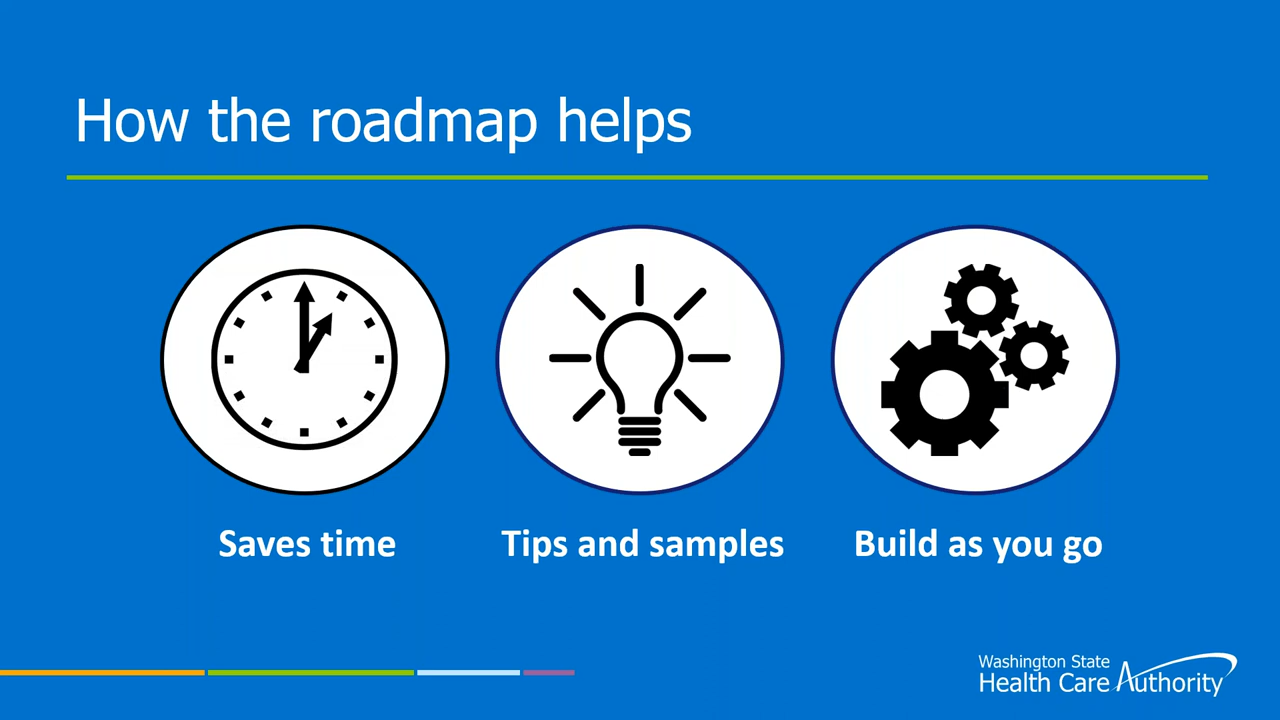 How the roadmap helps
Saves time
Tips and samples
Build as you go
Washington State
Health Care Authority